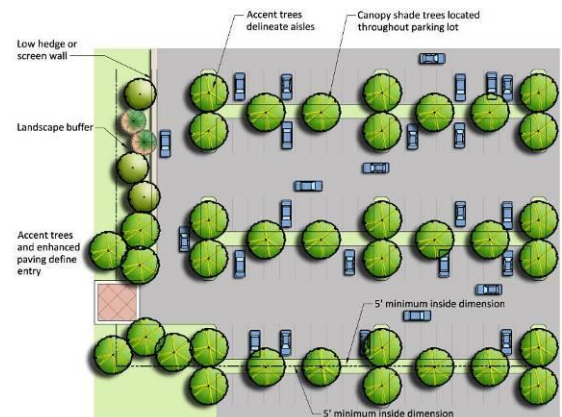 Accent trees
delineate aisles
Canopy shade trees located
throughout parking lot
Low hedge or
screen wall
Landscape buffer
Accent trees
and enhanced
paving define
entry
5' minimum inside dimension
5' minimum inside dimension